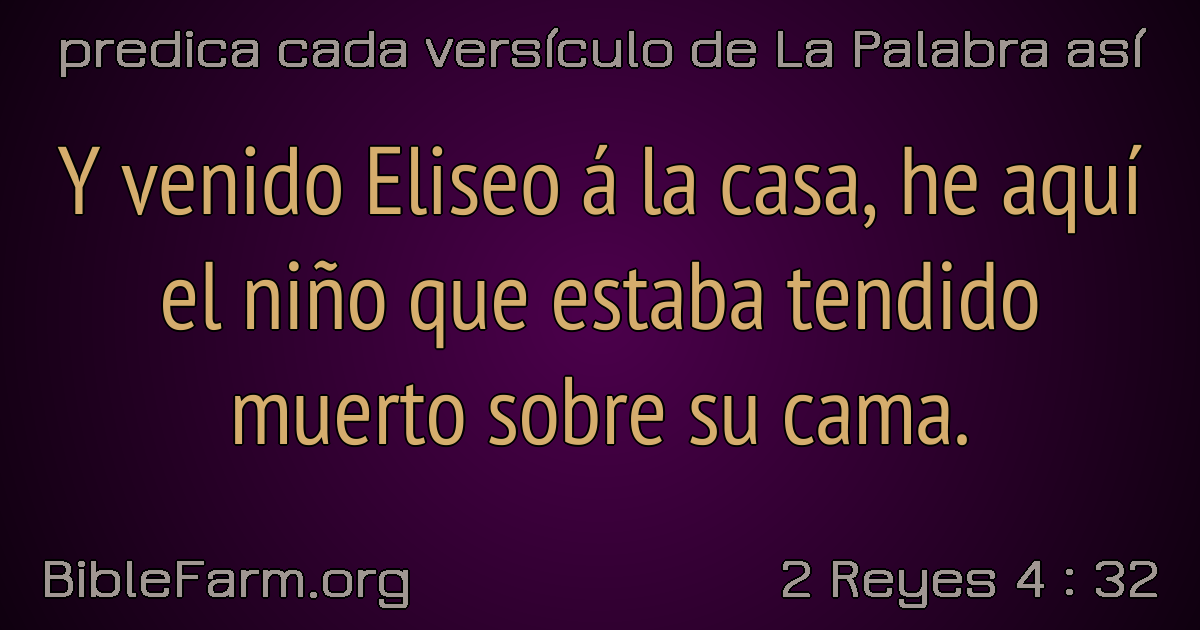 predica cada versículo de La Palabra así
Y venido Eliseo á la casa, he aquí
el niño que estaba tendido
muerto sobre su cama.
BibleFarm.org
2 Reyes 4 : 32